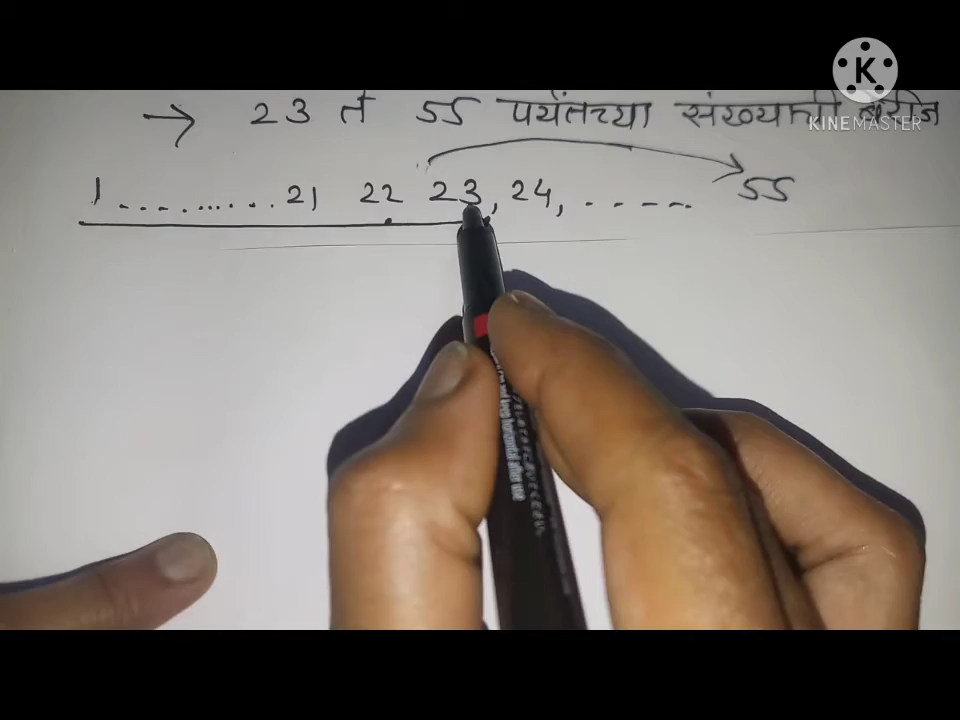 → 23 ते 55 पर्यंतच्या संख्यांची बेरीज
1 ............ 21 22 23, 24, ..... 55
K
KINEMASTER